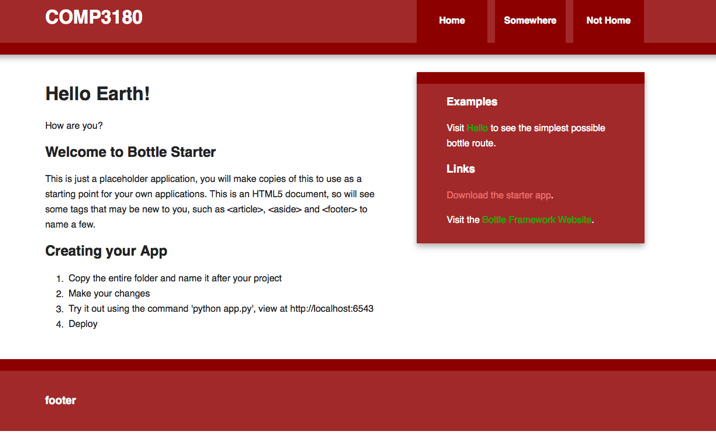 COMP3180
Home Somewhere Not Home
Hello Earth!
How are you?
Welcome to Bottle Starter
This is just a placeholder application, you will make copies of this to use as a
starting point for your own applications. This is an HTML5 document, so will see
some tags that may be new to you, such as <article>, <aside> and <footer> to
name a few.
Creating your App
1. Copy the entire folder and name it after your project
2. Make your changes
3. Try it out using the command 'python app.py', view at http://localhost:6543
4. Deploy
Examples
Visit Hello to see the simplest possible
bottle route.
Links
Download the starter app.
Visit the Bottle Framework Website.
footer